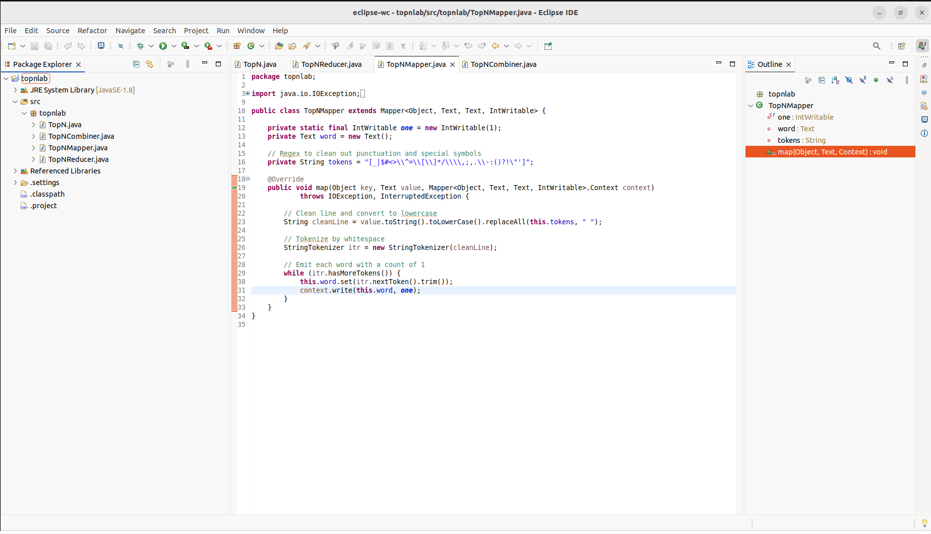 eclipse-wc - topnlab/src/topnlab/TopNMapper.java - Eclipse IDE
File Edit Source Refactor Navigate Search Project Run Window Help
Package Explorer
topnlab
JRE System Library [JavaSE-1.8]
src
topnlab
TopN.java
TopNCombiner.java
TopNMapper.java
TopNReducer.java
Referenced Libraries
.settings
.classpath
.project
TopN.java TopNReducer.java TopNMapper.java TopNCombiner.java
1 package topnlab;
2
3 import java.io.IOException;
9
10 public class TopNMapper extends Mapper<Object, Text, Text, IntWritable> {
11
12 private static final IntWritable one = new IntWritable(1);
13 private Text word = new Text();
14
15 // Regex to clean out punctuation and special symbols
16 private String tokens = "[_|$#<>\\^=\\[\\]*/\\\\,;,.\\-:()?!\"']";
17
18 @Override
19 public void map(Object key, Text value, Mapper<Object, Text, Text, IntWritable>.Context context)
20 throws IOException, InterruptedException {
21
22 // Clean line and convert to lowercase
23 String cleanLine = value.toString().toLowerCase().replaceAll(this.tokens, " ");
24
25 // Tokenize by whitespace
26 StringTokenizer itr = new StringTokenizer(cleanLine);
27
28 // Emit each word with a count of 1
29 while (itr.hasMoreTokens()) {
30 this.word.set(itr.nextToken().trim());
31 context.write(this.word, one);
32 }
33 }
34 }
35
Outline
topnlab
TopNMapper
one : IntWritable
word : Text
tokens : String
map(Object, Text, Context) : void